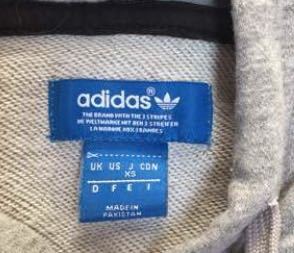 adidas®
THE BRAND WITH THE 3 STRIPES
DIE WELTMARKE MIT DEN 3 STREIFEN
LA MARQUE AUX 3 BANDES
UK US J CDN
XS
D F E I
MADE IN
PAKISTAN